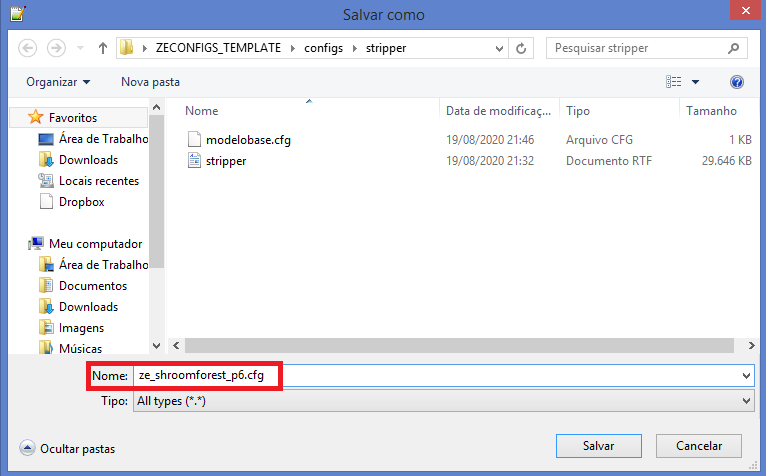 Salvar como
ZECONFIGS_TEMPLATE configs stripper
Pesquisar stripper
Organizar Nova pasta
Nome Data de modificaç... Tipo Tamanho
modelobase.cfg 19/08/2020 21:46 Arquivo CFG 1 KB
stripper 19/08/2020 21:32 Documento RTF 29.646 KB
Favoritos
Área de Trabalho
Downloads
Locais recentes
Dropbox
Meu computador
Área de Trabalho
Documentos
Downloads
Imagens
Músicas
Nome: ze_shroomforest_p6.cfg
Tipo: All types (*.*)
Ocultar pastas
Salvar Cancelar